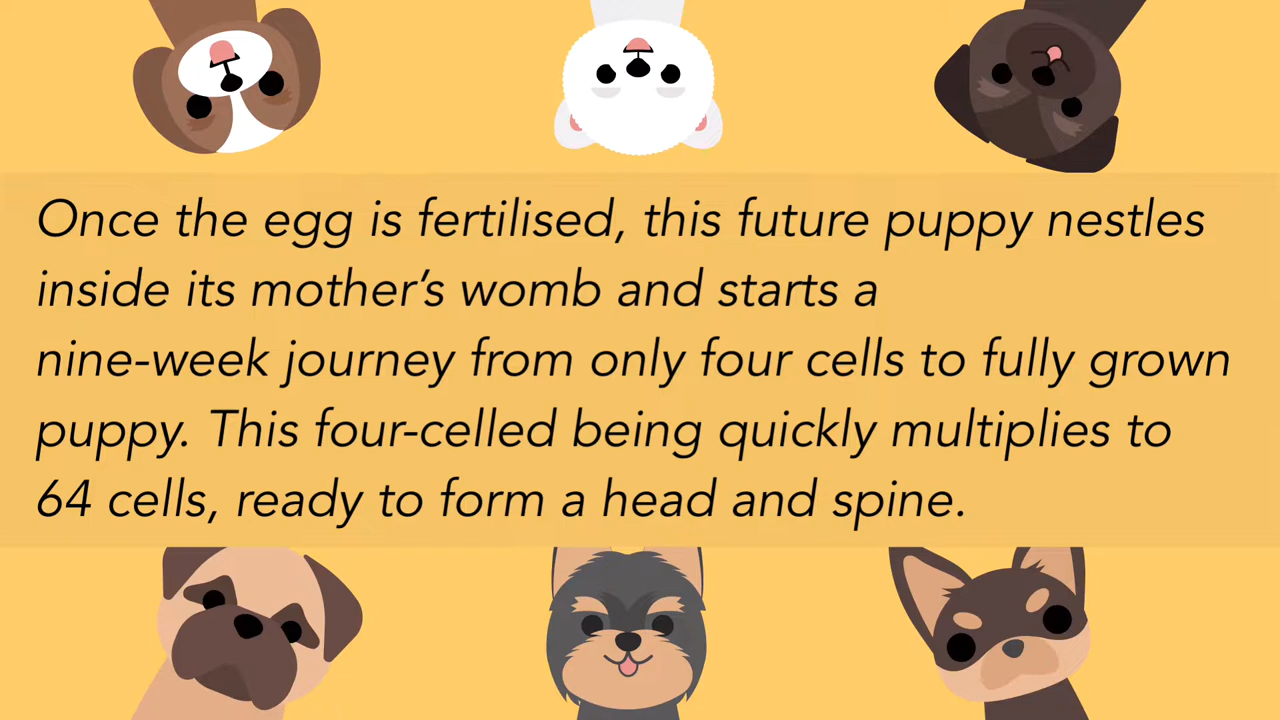 Once the egg is fertilised, this future puppy nestles
inside its mother’s womb and starts a
nine-week journey from only four cells to fully grown
puppy. This four-celled being quickly multiplies to
64 cells, ready to form a head and spine.